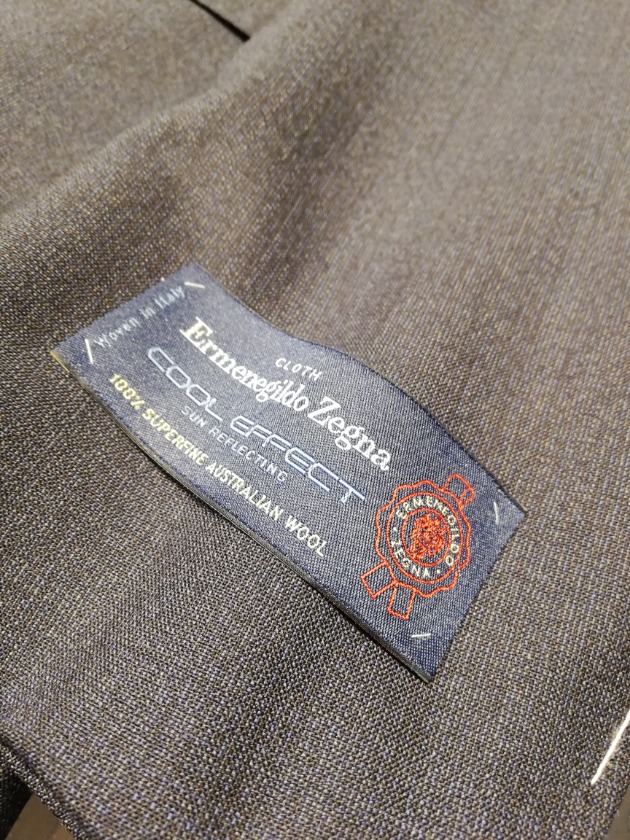 Woven in Italy
CLOTH
Ermenegildo Zegna
COOL EFFECT
SUN REFLECTING
100% SUPERFINE AUSTRALIAN WOOL
ERMENEGILDO
· ZEGNA ·